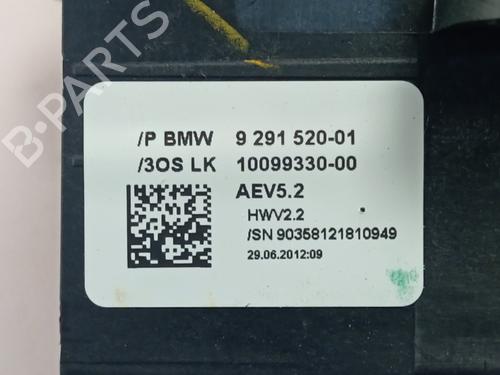 /P BMW 9 291 520-01
/3OS LK 10099330-00
AEV5.2
HWV2.2
/SN 90358121810949
29.06.2012:09
B-PARTS